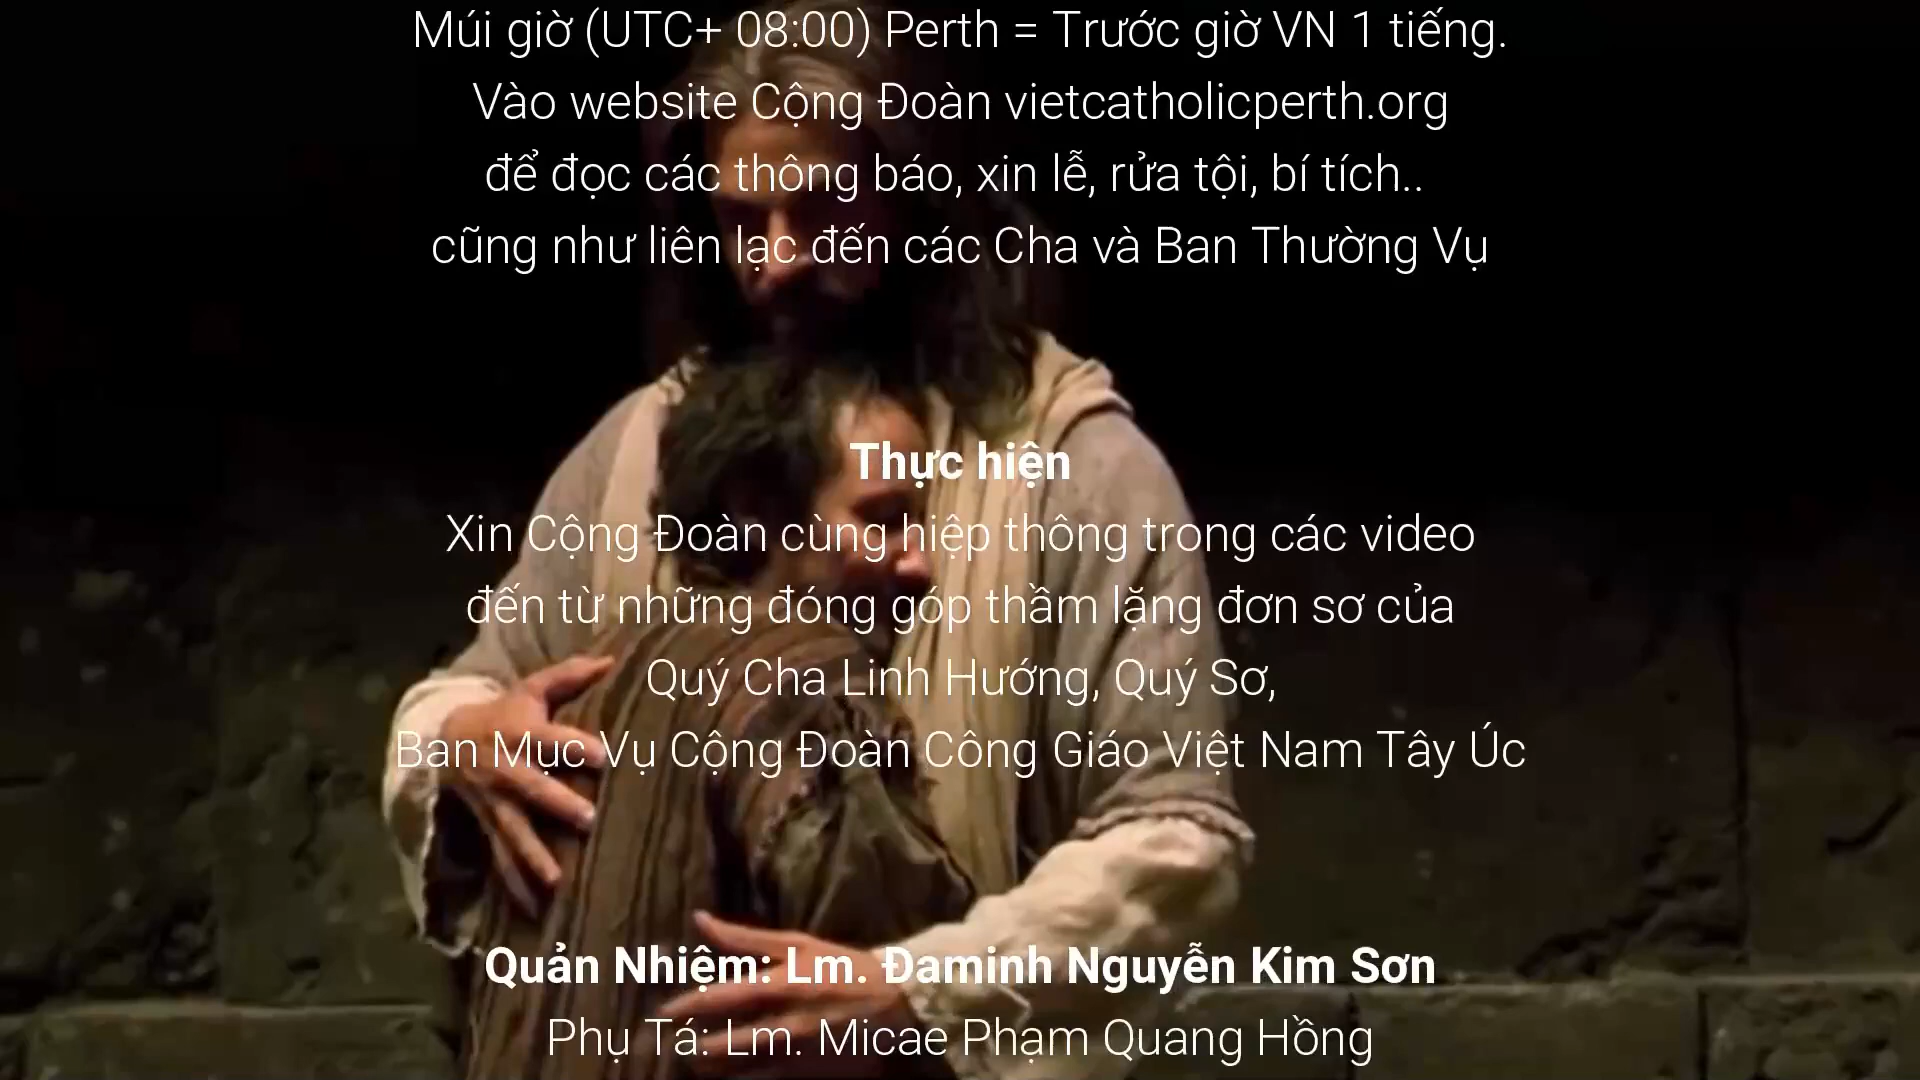 Múi giờ (UTC+ 08:00) Perth = Trước giờ VN 1 tiếng.
Vào website Cộng Đoàn vietcatholicperth.org
để đọc các thông báo, xin lễ, rửa tội, bí tích..
cũng như liên lạc đến các Cha và Ban Thường Vụ
Thực hiện
Xin Cộng Đoàn cùng hiệp thông trong các video
đến từ những đóng góp thầm lặng đơn sơ của
Quý Cha Linh Hướng, Quý Sơ,
Ban Mục Vụ Cộng Đoàn Công Giáo Việt Nam Tây Úc
Quản Nhiệm: Lm. Đaminh Nguyễn Kim Sơn
Phụ Tá: Lm. Micae Phạm Quang Hồng